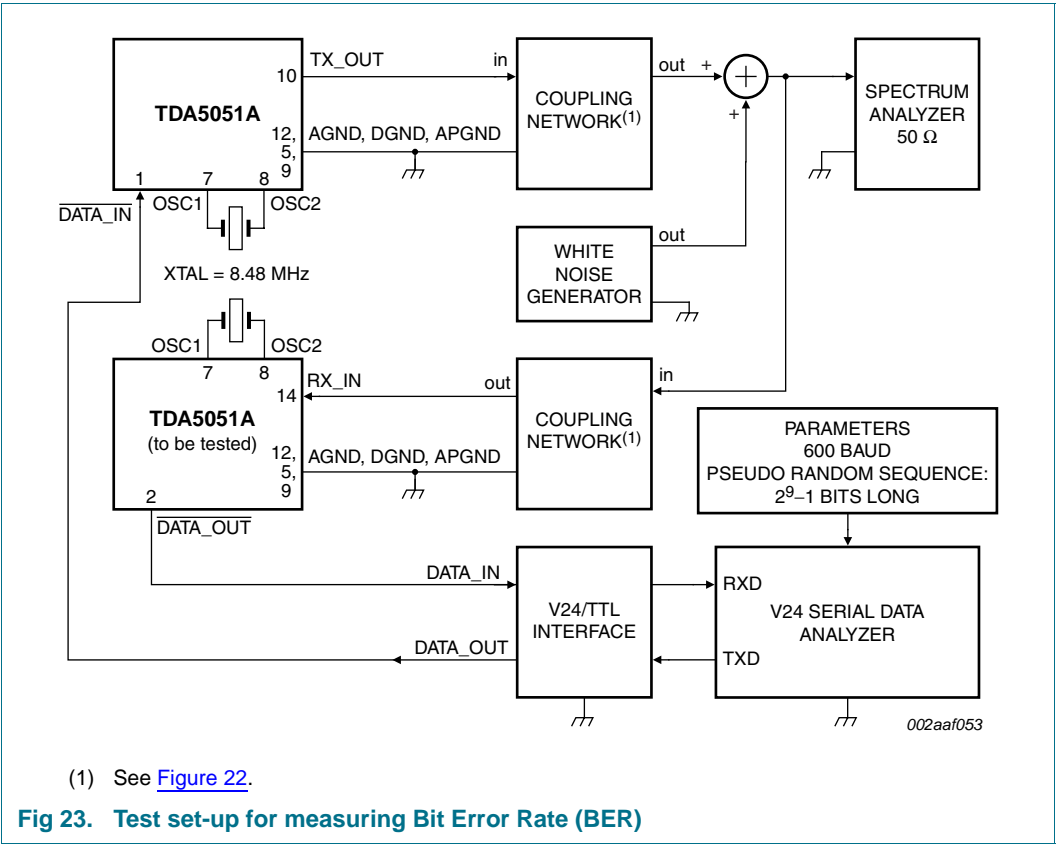 TX_OUT
in
out
+
10
TDA5051A
COUPLING
NETWORK(1)
SPECTRUM
ANALYZER
50 Ω
+
12,
5,
9
AGND, DGND, APGND
1
7
8
DATA_IN
OSC1
OSC2
XTAL = 8.48 MHz
WHITE
NOISE
GENERATOR
out
OSC1
OSC2
7
8
RX_IN
out
in
14
TDA5051A
(to be tested)
COUPLING
NETWORK(1)
12,
5,
9
AGND, DGND, APGND
2
DATA_OUT
PARAMETERS
600 BAUD
PSEUDO RANDOM SEQUENCE:
2⁹–1 BITS LONG
DATA_IN
DATA_OUT
V24/TTL
INTERFACE
RXD
V24 SERIAL DATA
ANALYZER
TXD
002aaf053
(1) See Figure 22.
Fig 23. Test set-up for measuring Bit Error Rate (BER)